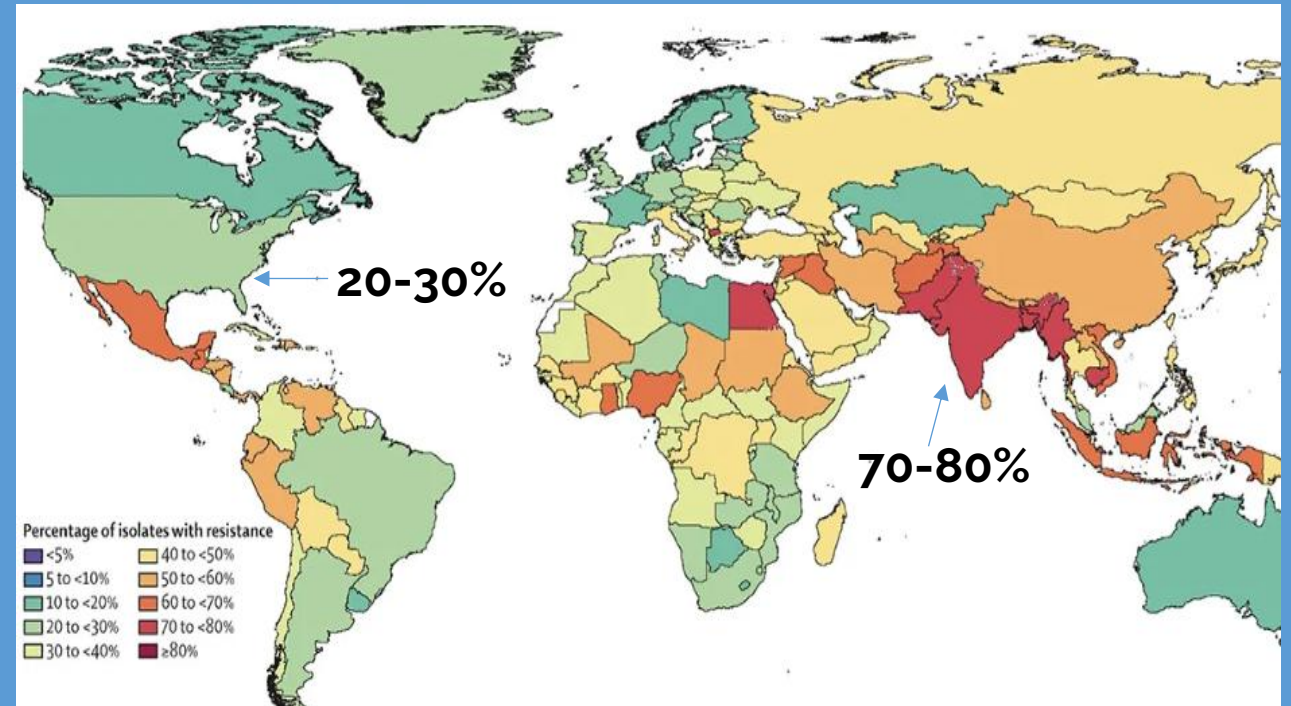 20-30%
70-80%
Percentage of isolates with resistance
<5% 40 to <50%
5 to <10% 50 to <60%
10 to <20% 60 to <70%
20 to <30% 70 to <80%
30 to <40% ≥80%